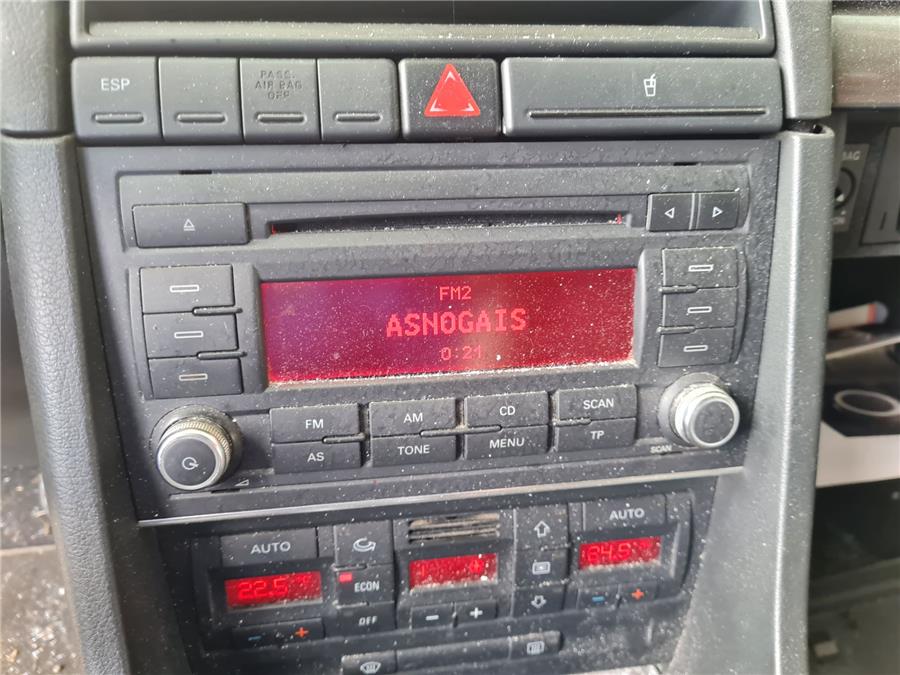 ESP
PASS.
AIR BAG
OFF
BAG
FM2
ASNOGAIS
0:21
FM AM CD SCAN
AS TONE MENU TP
SCAN
AUTO AUTO
22.5
ECON
OFF